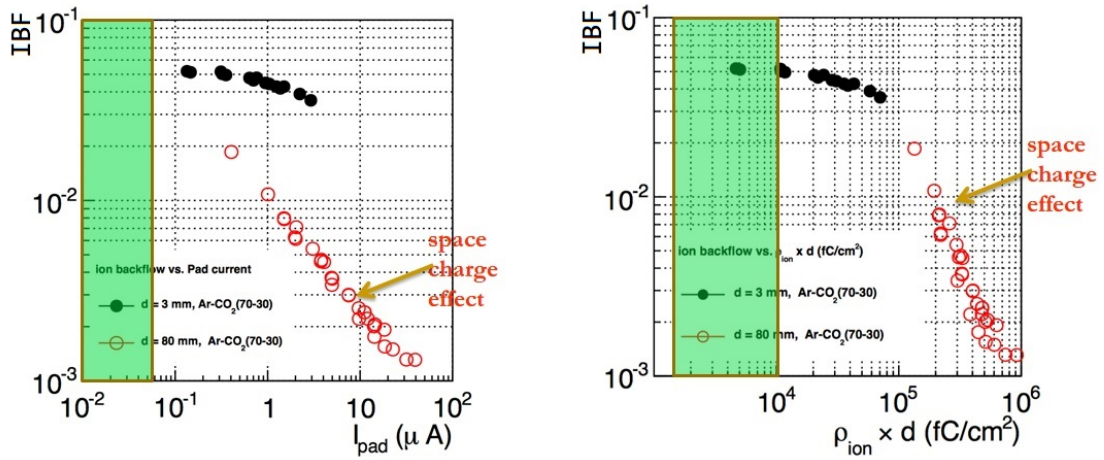 IBF
10⁻¹
10⁻²
10⁻³
ion backflow vs. Pad current
d = 3 mm, Ar-CO₂(70-30)
d = 80 mm, Ar-CO₂(70-30)
space
charge
effect
10⁻² 10⁻¹ 1 10 10²
I_pad (μ A)
IBF
10⁻¹
10⁻²
10⁻³
ion backflow vs. ρ_ion x d (fC/cm²)
d = 3 mm, Ar-CO₂(70-30)
d = 80 mm, Ar-CO₂(70-30)
space
charge
effect
10⁴ 10⁵ 10⁶
ρ_ion × d (fC/cm²)